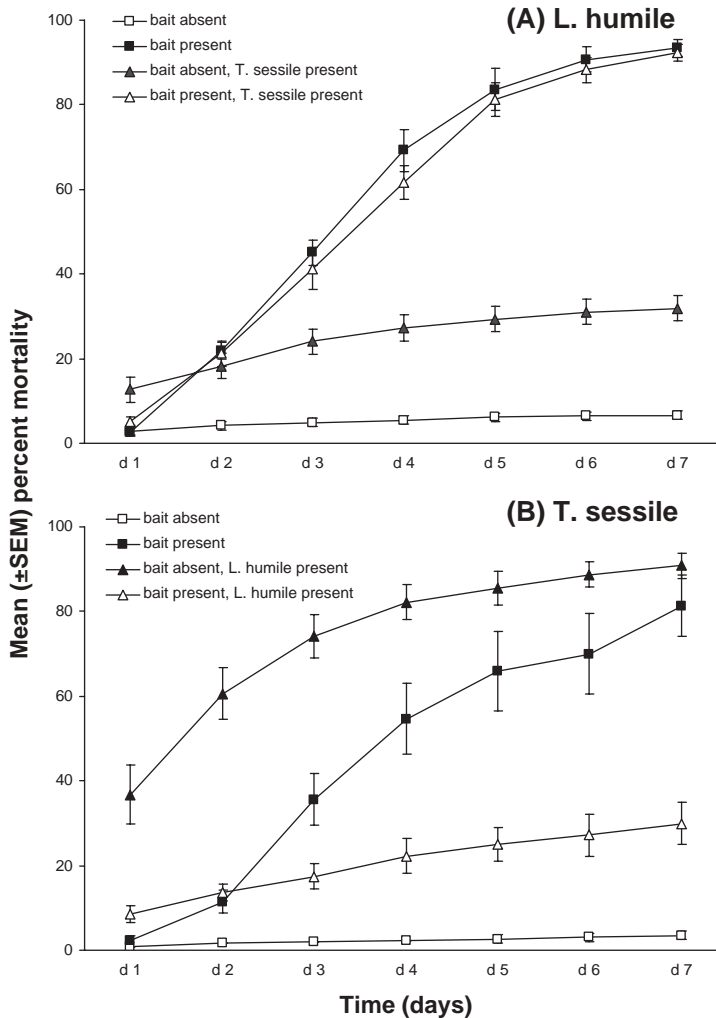 Mean (±SEM) percent mortality
(A) L. humile
bait absent
bait present
bait absent, T. sessile present
bait present, T. sessile present
100
80
60
40
20
0
d 1 d 2 d 3 d 4 d 5 d 6 d 7
(B) T. sessile
bait absent
bait present
bait absent, L. humile present
bait present, L. humile present
100
80
60
40
20
0
d 1 d 2 d 3 d 4 d 5 d 6 d 7
Time (days)